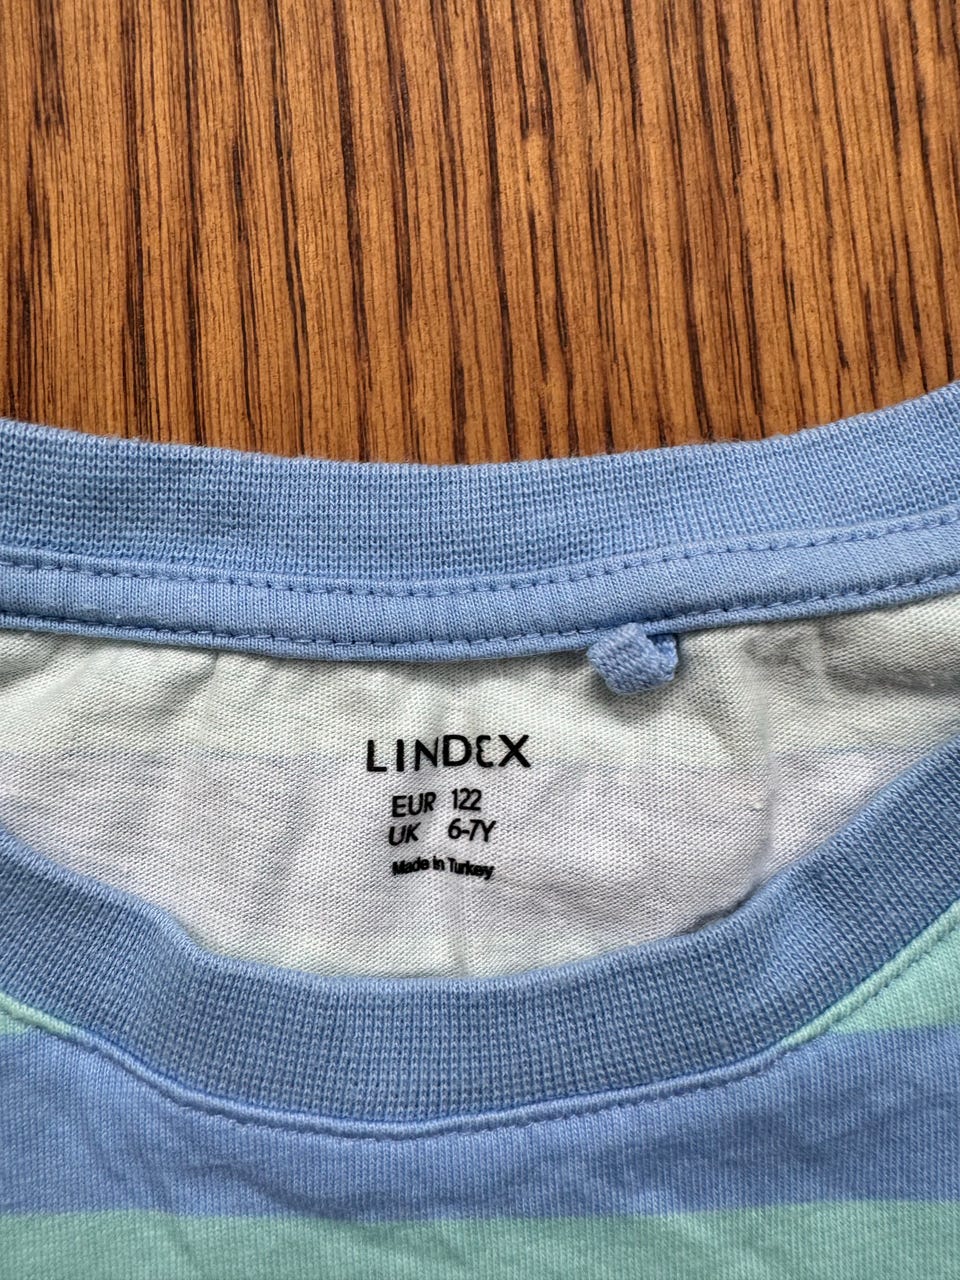 LINDEX
EUR 122
UK 6-7Y
Made in Turkey